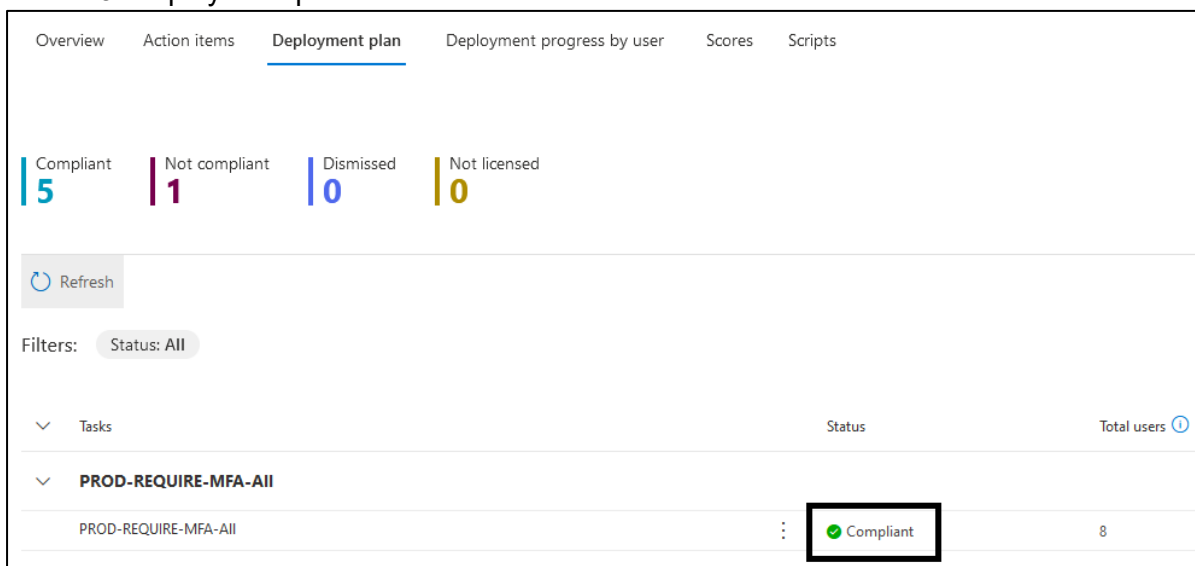 Overview Action items Deployment plan Deployment progress by user Scores Scripts
Compliant Not compliant Dismissed Not licensed
5 1 0 0
Refresh
Filters: Status: All
Tasks Status Total users
PROD-REQUIRE-MFA-All
PROD-REQUIRE-MFA-All Compliant 8